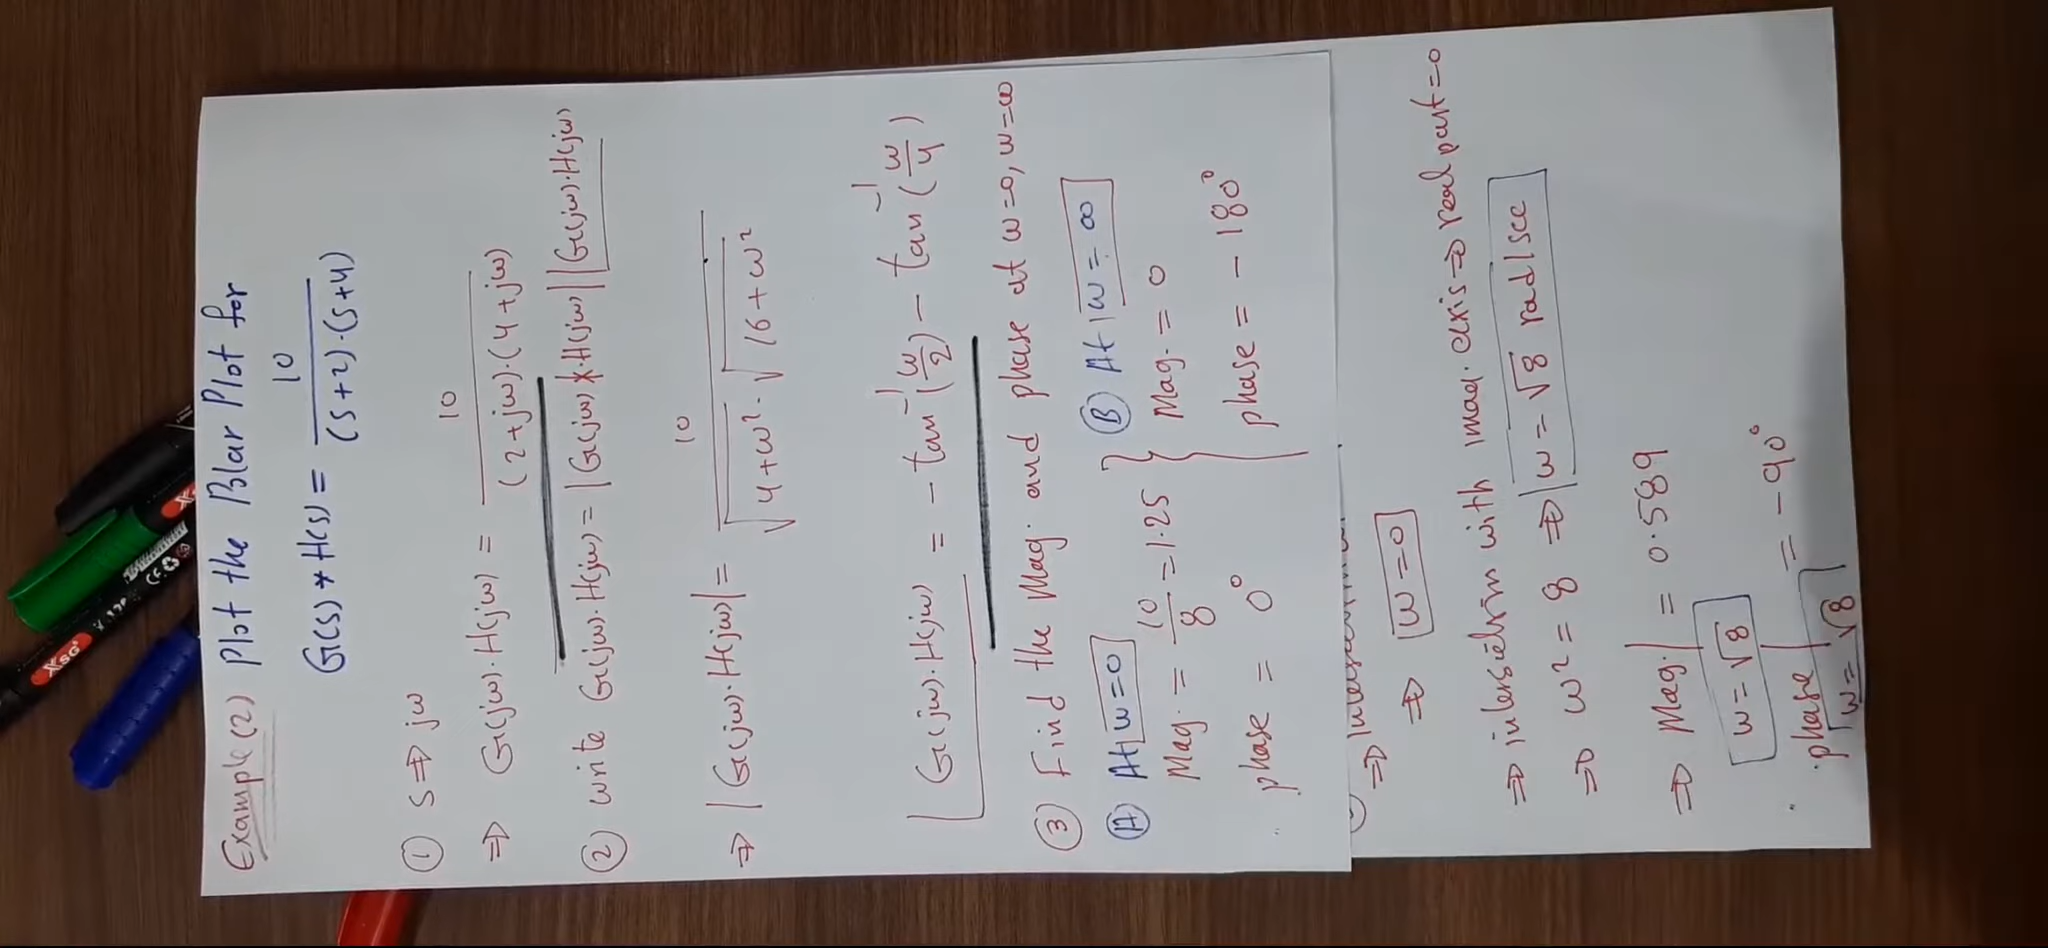 Example (2) Plot the Polar Plot for
G(s)*H(s) = 10 / (s+2)·(s+4)
① s⇒jω
⇒ G(jω)·H(jω) = 10 / (2+jω)·(4+jω)
② write G(jω)·H(jω) = |G(jω)·H(jω)| |G(jω)·H(jω)
⇒ |G(jω)·H(jω)| = 10 / √4+ω² · √16+ω²
G(jω)·H(jω) = -tan⁻¹(ω/2) - tan⁻¹(ω/4)
③ Find the Mag. and phase at ω=0, ω=∞
Ⓐ At ω=0
Mag. = 10/8 = 1.25
phase = 0°
Ⓑ At ω=∞
Mag. = 0
phase = -180°
⇒ ω=0
⇒ intersection with imag. axis ⇒ real part=0
⇒ ω² = 8 ⇒ ω = √8 rad/sec
⇒ Mag.| = 0.589
ω=√8
phase| = -90°
ω=√8